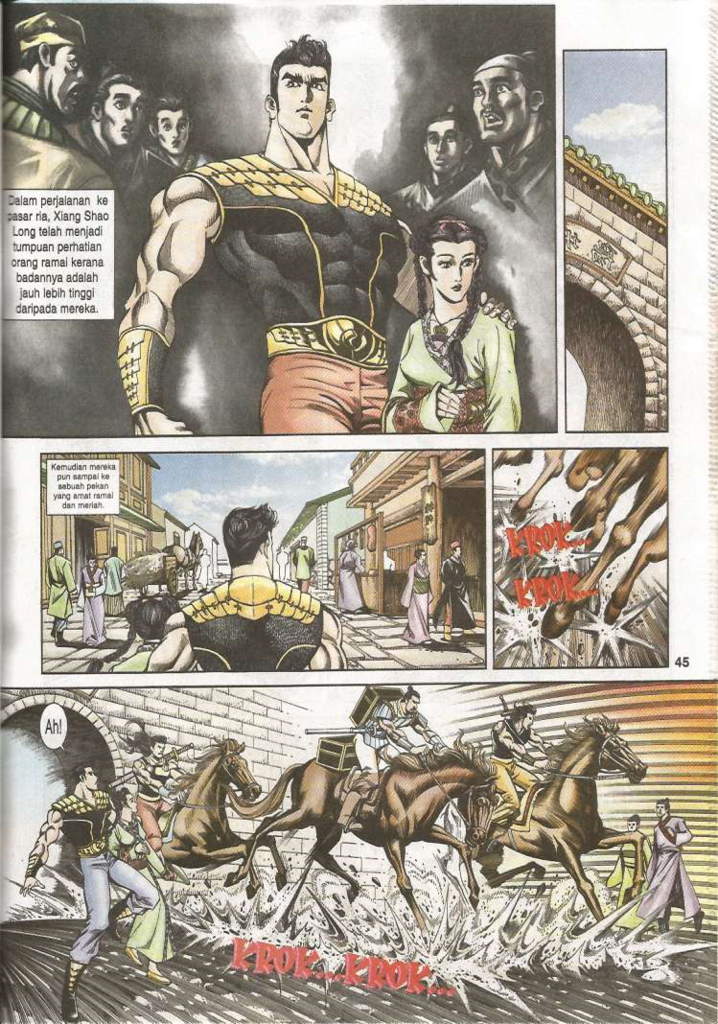 Dalam perjalanan ke
pasar ria, Xiang Shao
Long telah menjadi
tumpuan perhatian
orang ramai kerana
badannya adalah
jauh lebih tinggi
daripada mereka.
Kemudian mereka
pun sampai ke
sebuah pekan
yang amat ramai
dan meriah.
KROK...
KROK...
45
Ah!
KROK...KROK...